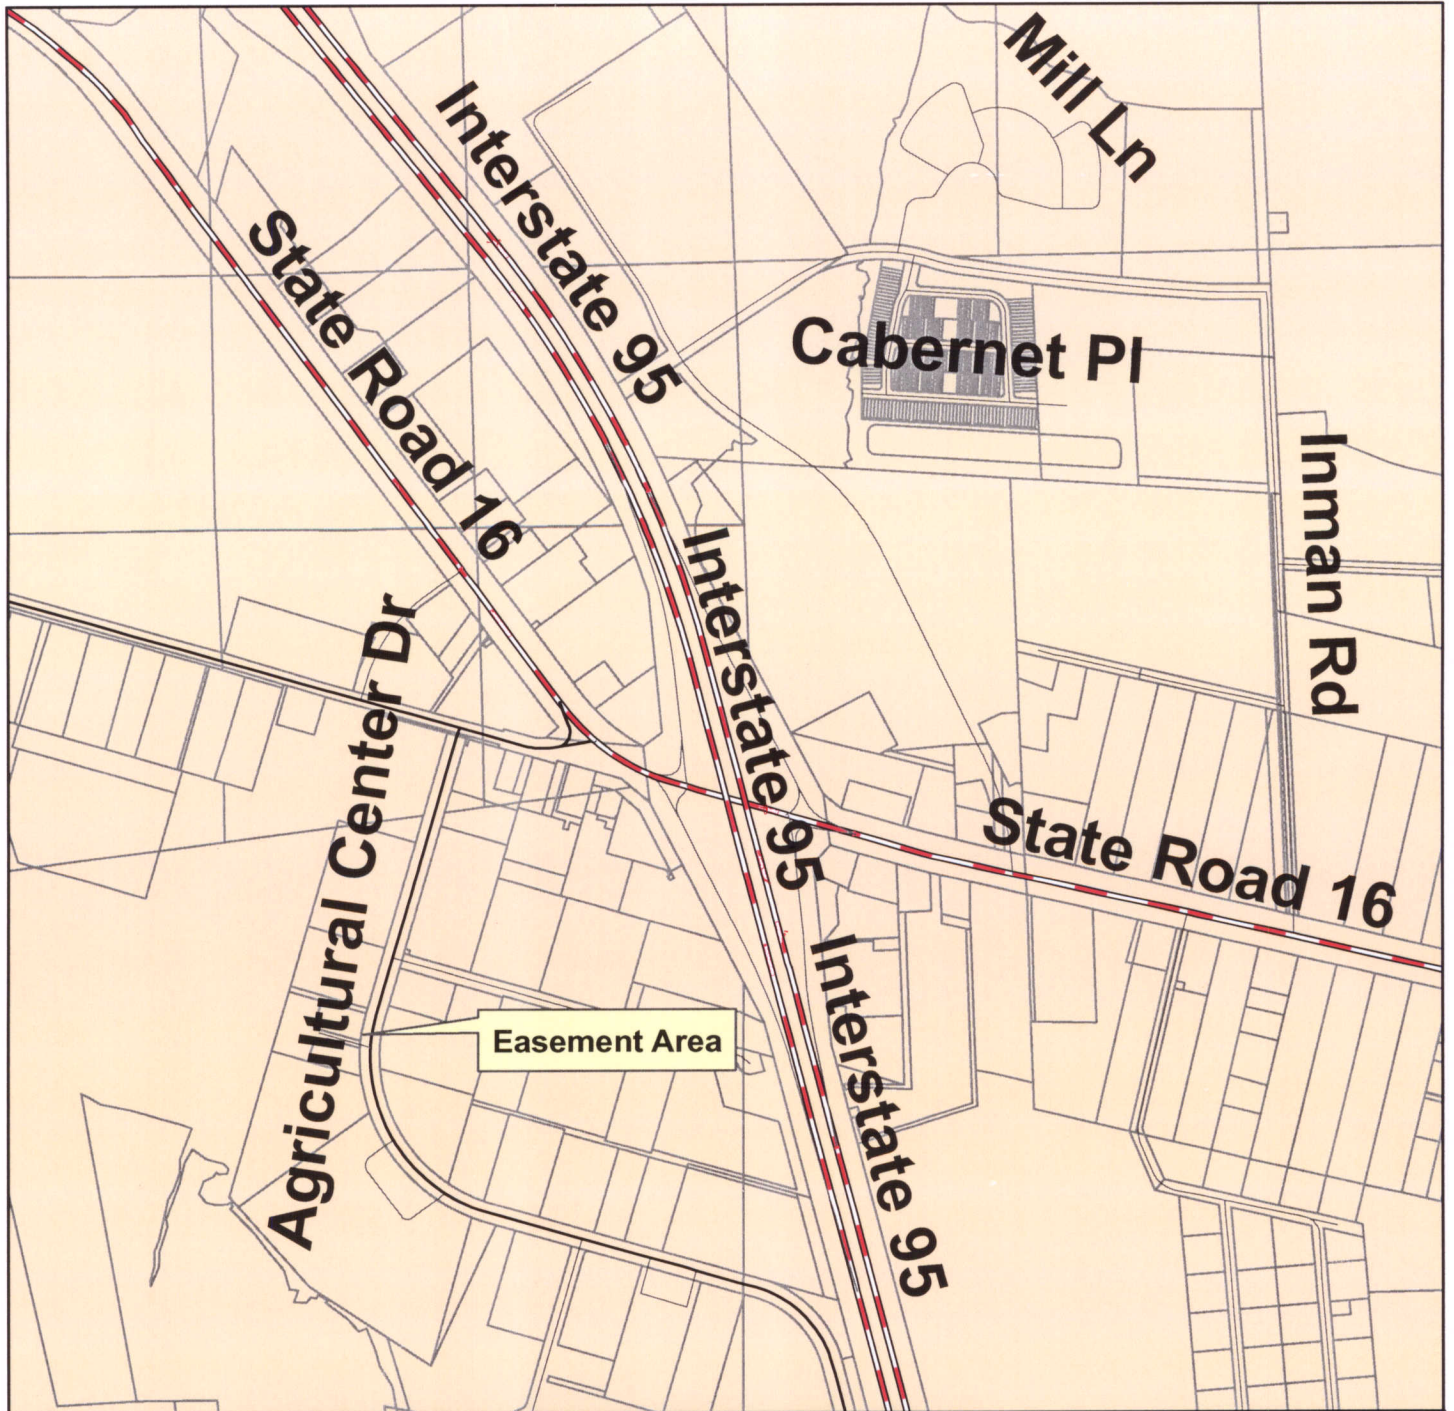 Mill Ln
Interstate 95
State Road 16
Cabernet Pl
Inman Rd
Interstate 95
Agricultural Center Dr
State Road 16
Interstate 95
Easement Area